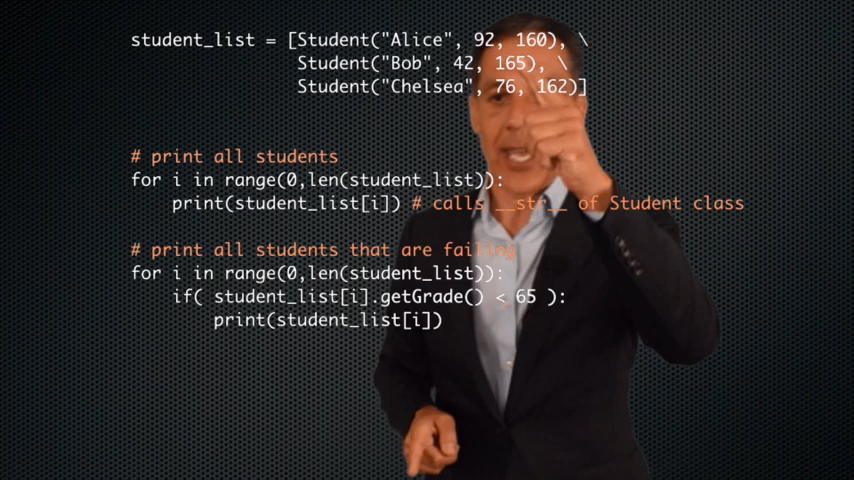 student_list = [Student("Alice", 92, 160), \
Student("Bob", 42, 165), \
Student("Chelsea", 76, 162)]
# print all students
for i in range(0,len(student_list)):
print(student_list[i]) # calls __str__ of Student class
# print all students that are failing
for i in range(0,len(student_list)):
if( student_list[i].getGrade() < 65 ):
print(student_list[i])